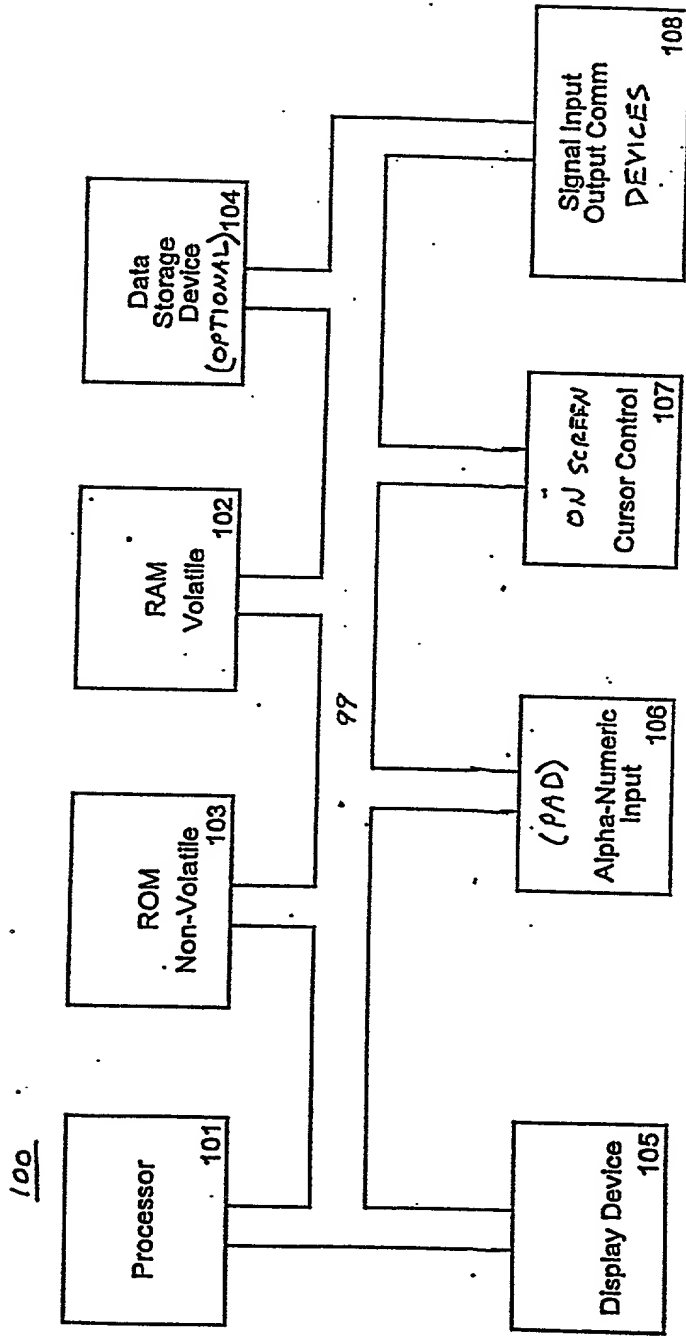 100
Processor
101
ROM
Non-Volatile
103
RAM
Volatile
102
Data
Storage
Device
(OPTIONAL)
104
99
Display Device
105
(PAD)
Alpha-Numeric
Input
106
ON SCREEN
Cursor Control
107
Signal Input
Output Comm
DEVICES
108